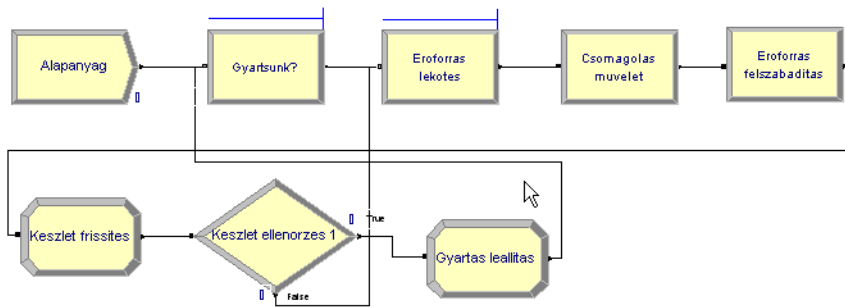 Alapanyag
Gyartsunk?
Eroforras
lekotes
Csomagolas
muvelet
Eroforras
felszabaditas
Keszlet frissites
Keszlet ellenorzes 1
True
False
Gyartas leallitas